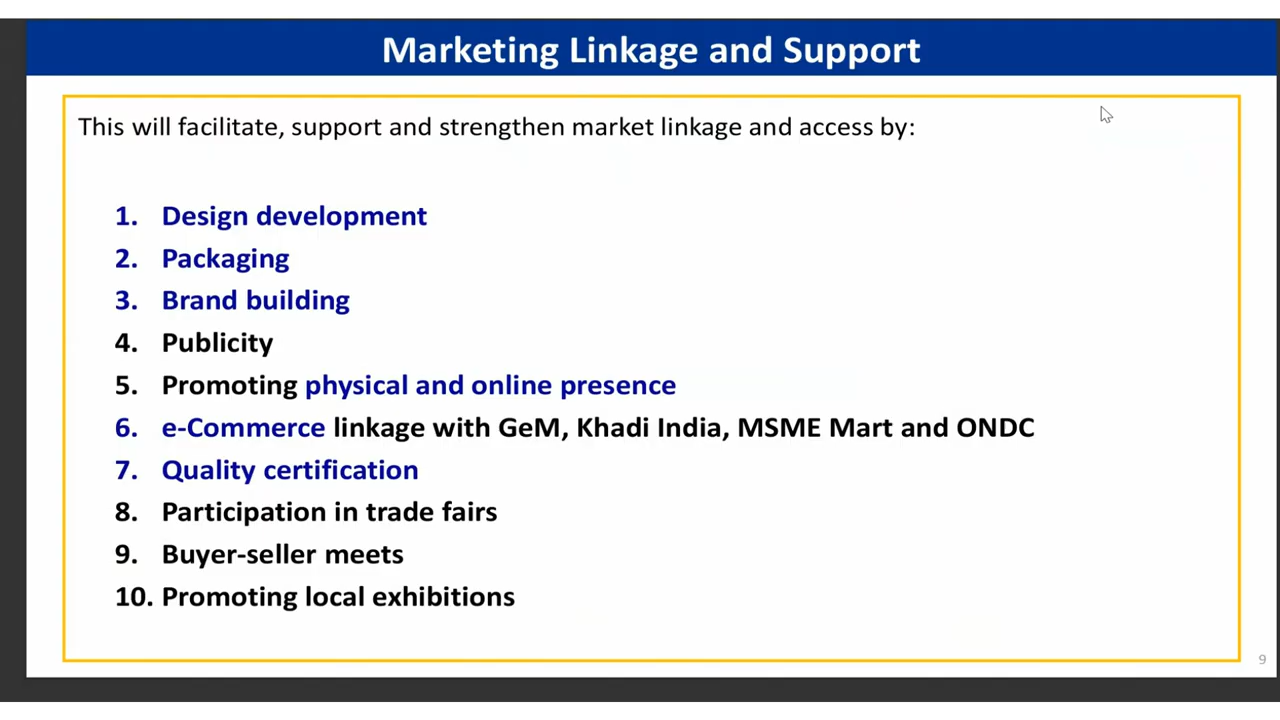 Marketing Linkage and Support
This will facilitate, support and strengthen market linkage and access by:
1. Design development
2. Packaging
3. Brand building
4. Publicity
5. Promoting physical and online presence
6. e-Commerce linkage with GeM, Khadi India, MSME Mart and ONDC
7. Quality certification
8. Participation in trade fairs
9. Buyer-seller meets
10. Promoting local exhibitions
9